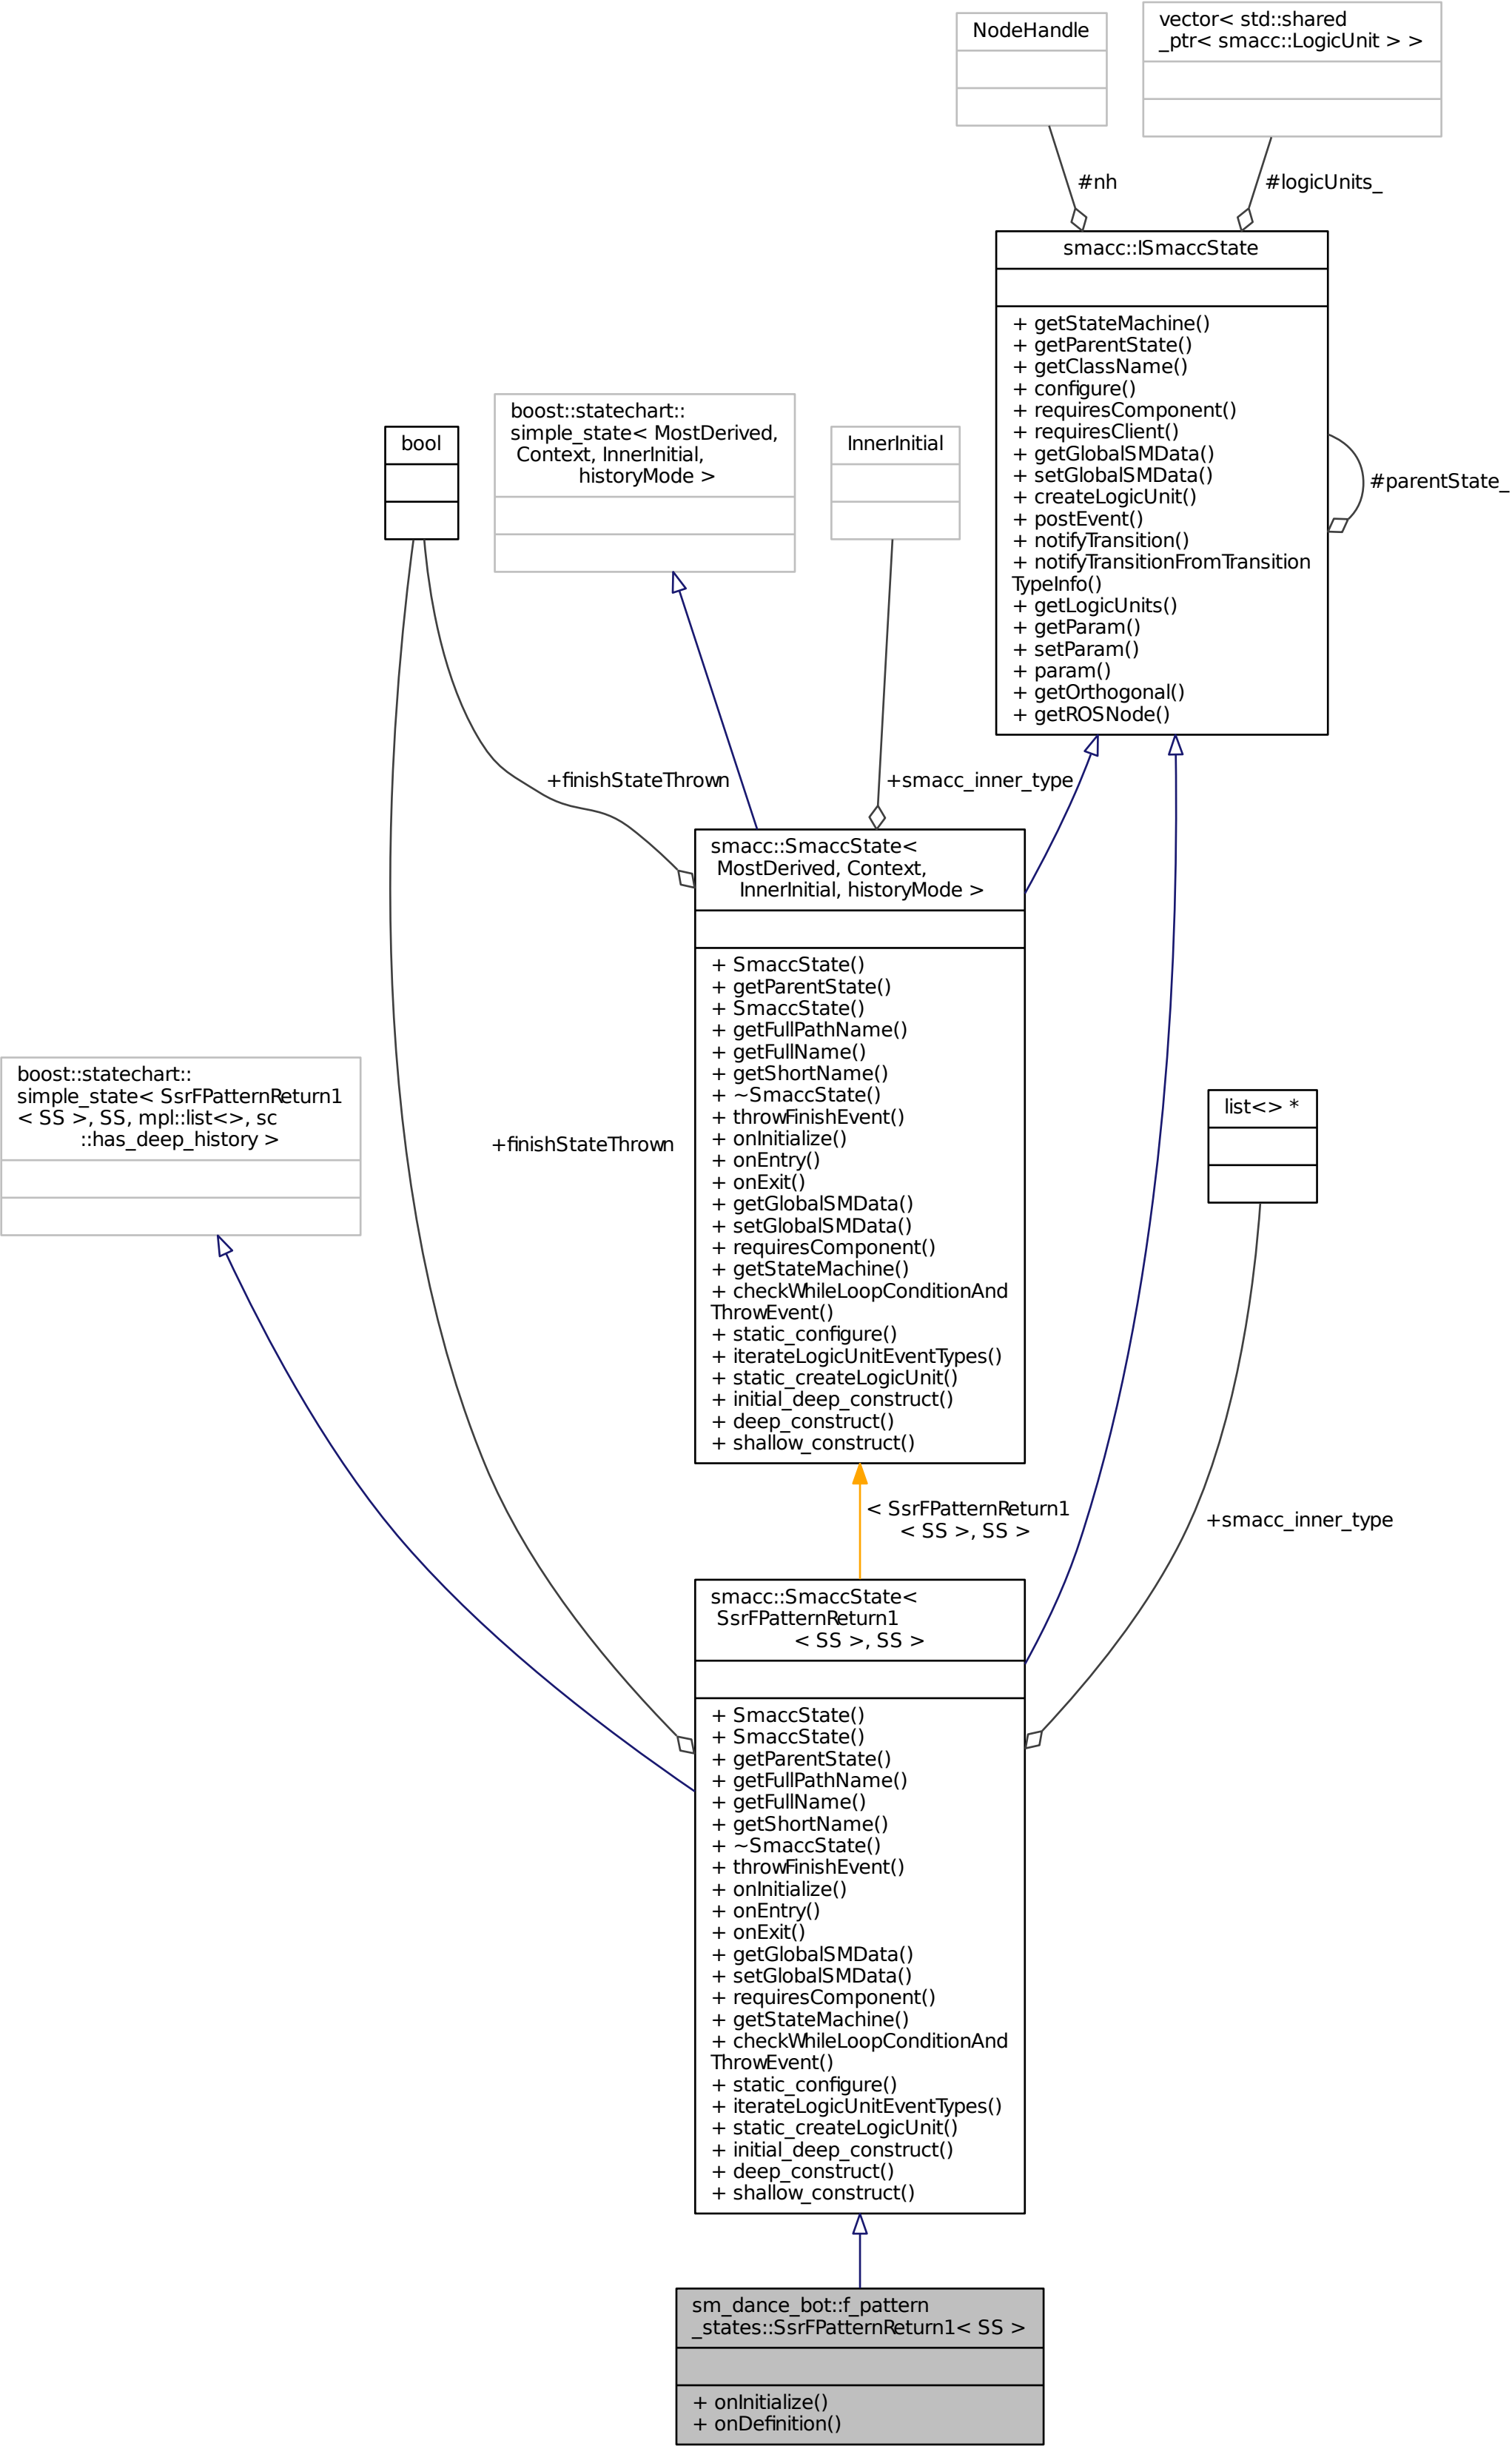 NodeHandle
vector< std::shared
_ptr< smacc::LogicUnit > >
#nh
#logicUnits_
smacc::ISmaccState
+ getStateMachine()
+ getParentState()
+ getClassName()
+ configure()
+ requiresComponent()
+ requiresClient()
+ getGlobalSMData()
+ setGlobalSMData()
+ createLogicUnit()
+ postEvent()
+ notifyTransition()
+ notifyTransitionFromTransition
TypeInfo()
+ getLogicUnits()
+ getParam()
+ setParam()
+ param()
+ getOrthogonal()
+ getROSNode()
#parentState_
bool
boost::statechart::
simple_state< MostDerived,
Context, InnerInitial,
historyMode >
InnerInitial
+finishStateThrown
+smacc_inner_type
smacc::SmaccState<
MostDerived, Context,
InnerInitial, historyMode >
+ SmaccState()
+ getParentState()
+ SmaccState()
+ getFullPathName()
+ getFullName()
+ getShortName()
+ ~SmaccState()
+ throwFinishEvent()
+ onInitialize()
+ onEntry()
+ onExit()
+ getGlobalSMData()
+ setGlobalSMData()
+ requiresComponent()
+ getStateMachine()
+ checkWhileLoopConditionAnd
ThrowEvent()
+ static_configure()
+ iterateLogicUnitEventTypes()
+ static_createLogicUnit()
+ initial_deep_construct()
+ deep_construct()
+ shallow_construct()
boost::statechart::
simple_state< SsrFPatternReturn1
< SS >, SS, mpl::list<>, sc
::has_deep_history >
+finishStateThrown
list<> *
< SsrFPatternReturn1
< SS >, SS >
+smacc_inner_type
smacc::SmaccState<
SsrFPatternReturn1
< SS >, SS >
+ SmaccState()
+ SmaccState()
+ getParentState()
+ getFullPathName()
+ getFullName()
+ getShortName()
+ ~SmaccState()
+ throwFinishEvent()
+ onInitialize()
+ onEntry()
+ onExit()
+ getGlobalSMData()
+ setGlobalSMData()
+ requiresComponent()
+ getStateMachine()
+ checkWhileLoopConditionAnd
ThrowEvent()
+ static_configure()
+ iterateLogicUnitEventTypes()
+ static_createLogicUnit()
+ initial_deep_construct()
+ deep_construct()
+ shallow_construct()
sm_dance_bot::f_pattern
_states::SsrFPatternReturn1< SS >
+ onInitialize()
+ onDefinition()